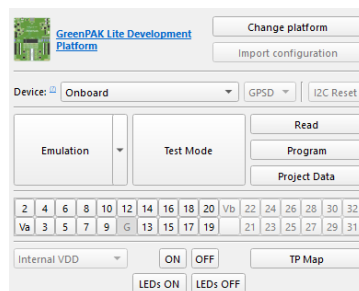 GreenPAK Lite Development
Platform
Change platform
Import configuration
Device: Onboard GPSD I2C Reset
Emulation
Test Mode
Read
Program
Project Data
2 4 6 8 10 12 14 16 18 20 Vb 22 24 26 28 30 32
Va 3 5 7 9 G 13 15 17 19 21 23 25 27 29 31
Internal VDD ON OFF TP Map
LEDs ON LEDs OFF